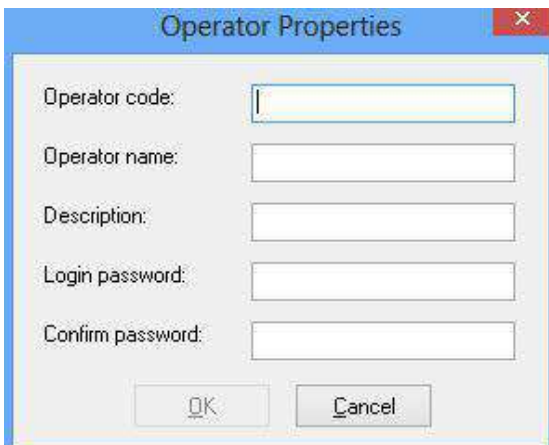 Operator Properties
Operator code:
Operator name:
Description:
Login password:
Confirm password:
OK Cancel